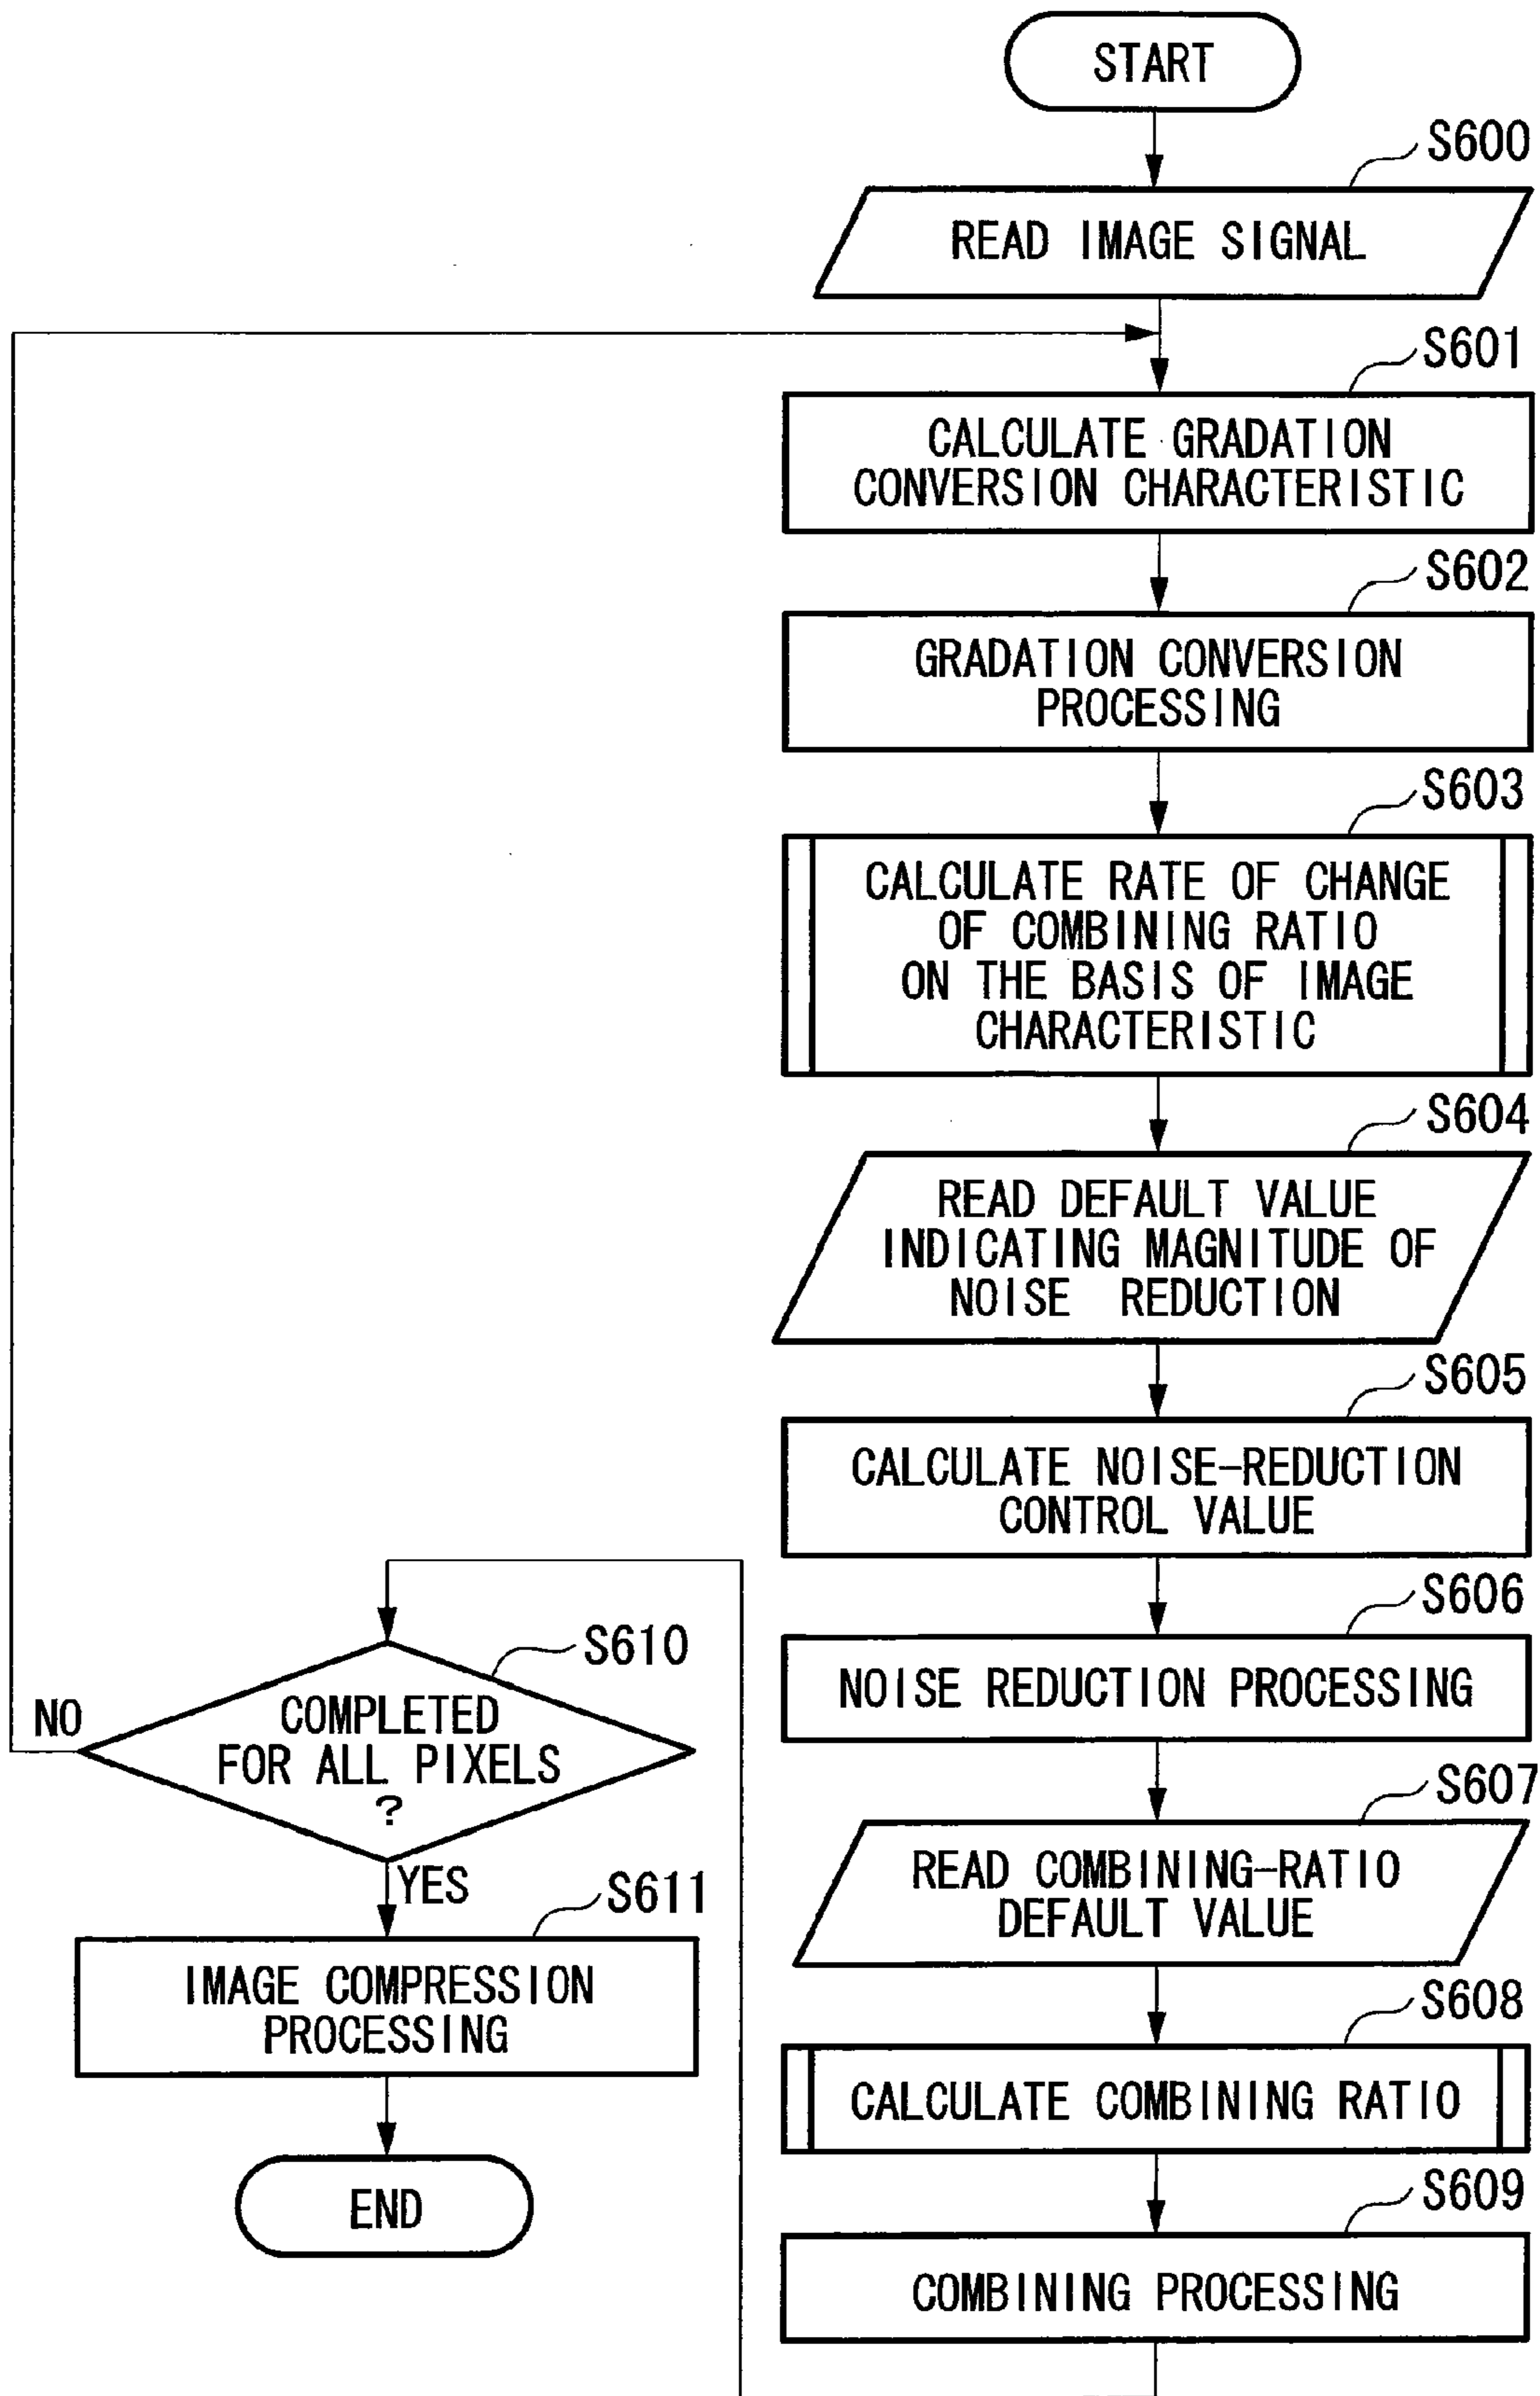 START
S600
READ IMAGE SIGNAL
S601
CALCULATE GRADATION
CONVERSION CHARACTERISTIC
S602
GRADATION CONVERSION
PROCESSING
S603
CALCULATE RATE OF CHANGE
OF COMBINING RATIO
ON THE BASIS OF IMAGE
CHARACTERISTIC
S604
READ DEFAULT VALUE
INDICATING MAGNITUDE OF
NOISE REDUCTION
S605
CALCULATE NOISE-REDUCTION
CONTROL VALUE
S606
NOISE REDUCTION PROCESSING
S607
READ COMBINING-RATIO
DEFAULT VALUE
S608
CALCULATE COMBINING RATIO
S609
COMBINING PROCESSING
S610
COMPLETED
FOR ALL PIXELS
?
NO
YES
S611
IMAGE COMPRESSION
PROCESSING
END